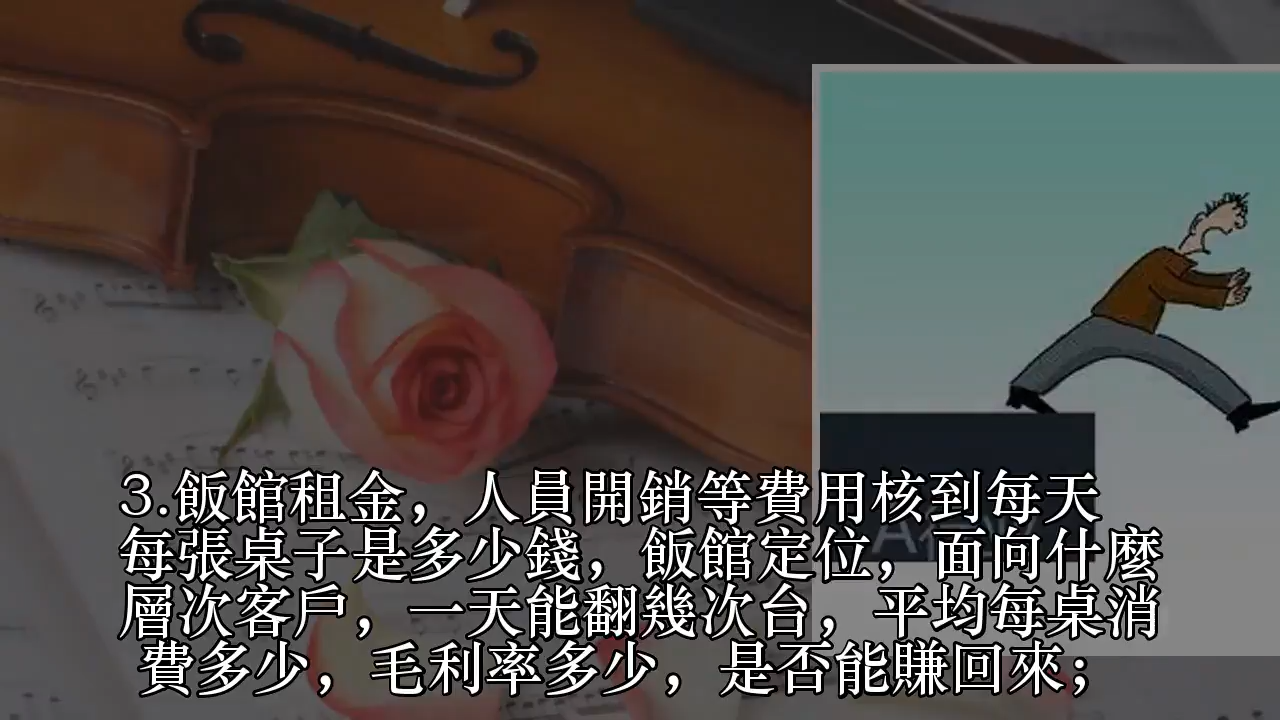 3.飯館租金，人員開銷等費用核到每天
每張桌子是多少錢，飯館定位，面向什麼
層次客戶，一天能翻幾次台，平均每桌消
費多少，毛利率多少，是否能賺回來；